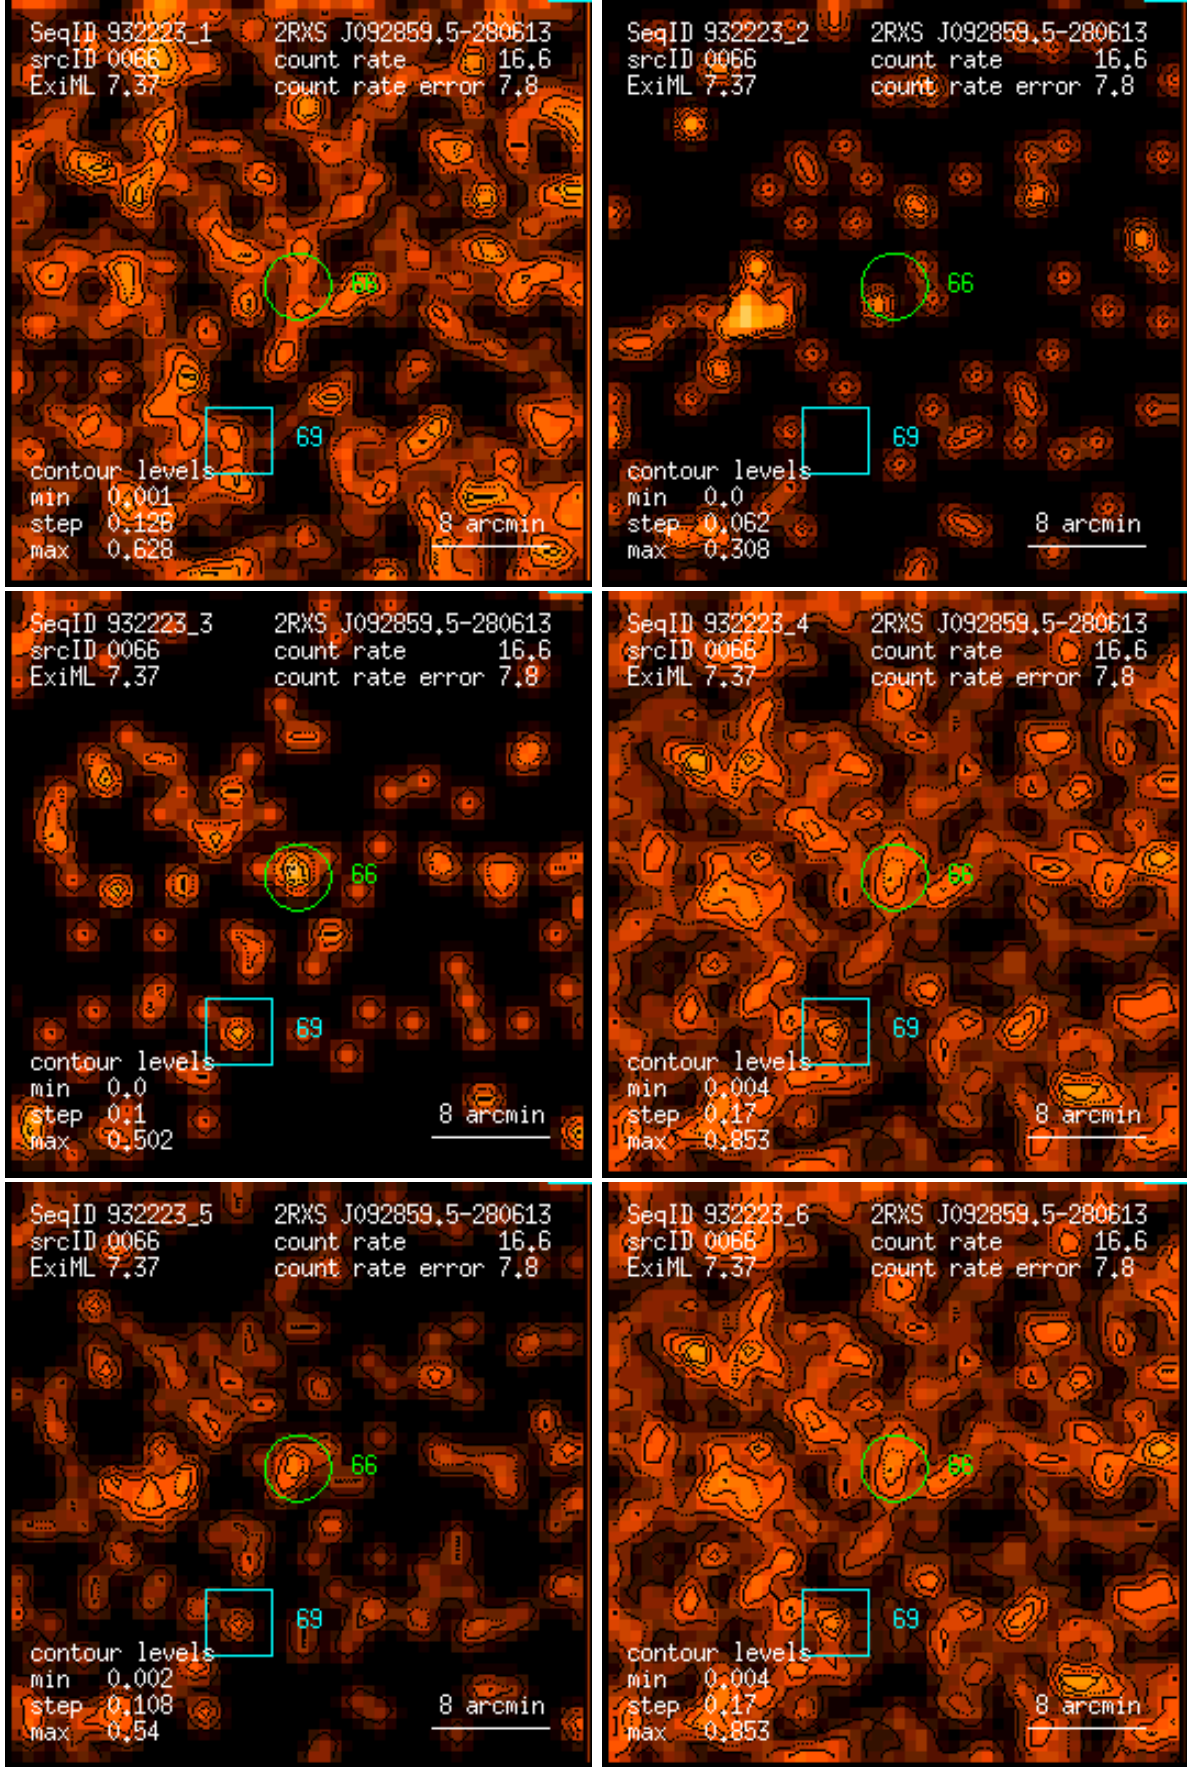 SeqID 932223_1 2RXS J092859.5-280613
srcID 0066 count rate 16.6
ExiML 7.37 count rate error 7.8
66
69
contour levels
min 0.001
step 0.126
max 0.628
8 arcmin
SeqID 932223_2 2RXS J092859.5-280613
srcID 0066 count rate 16.6
ExiML 7.37 count rate error 7.8
66
69
contour levels
min 0.0
step 0.062
max 0.308
8 arcmin
SeqID 932223_3 2RXS J092859.5-280613
srcID 0066 count rate 16.6
ExiML 7.37 count rate error 7.8
66
69
contour levels
min 0.0
step 0.1
max 0.502
8 arcmin
SeqID 932223_4 2RXS J092859.5-280613
srcID 0066 count rate 16.6
ExiML 7.37 count rate error 7.8
66
69
contour levels
min 0.004
step 0.17
max 0.853
8 arcmin
SeqID 932223_5 2RXS J092859.5-280613
srcID 0066 count rate 16.6
ExiML 7.37 count rate error 7.8
66
69
contour levels
min 0.002
step 0.108
max 0.54
8 arcmin
SeqID 932223_6 2RXS J092859.5-280613
srcID 0066 count rate 16.6
ExiML 7.37 count rate error 7.8
66
69
contour levels
min 0.004
step 0.17
max 0.853
8 arcmin